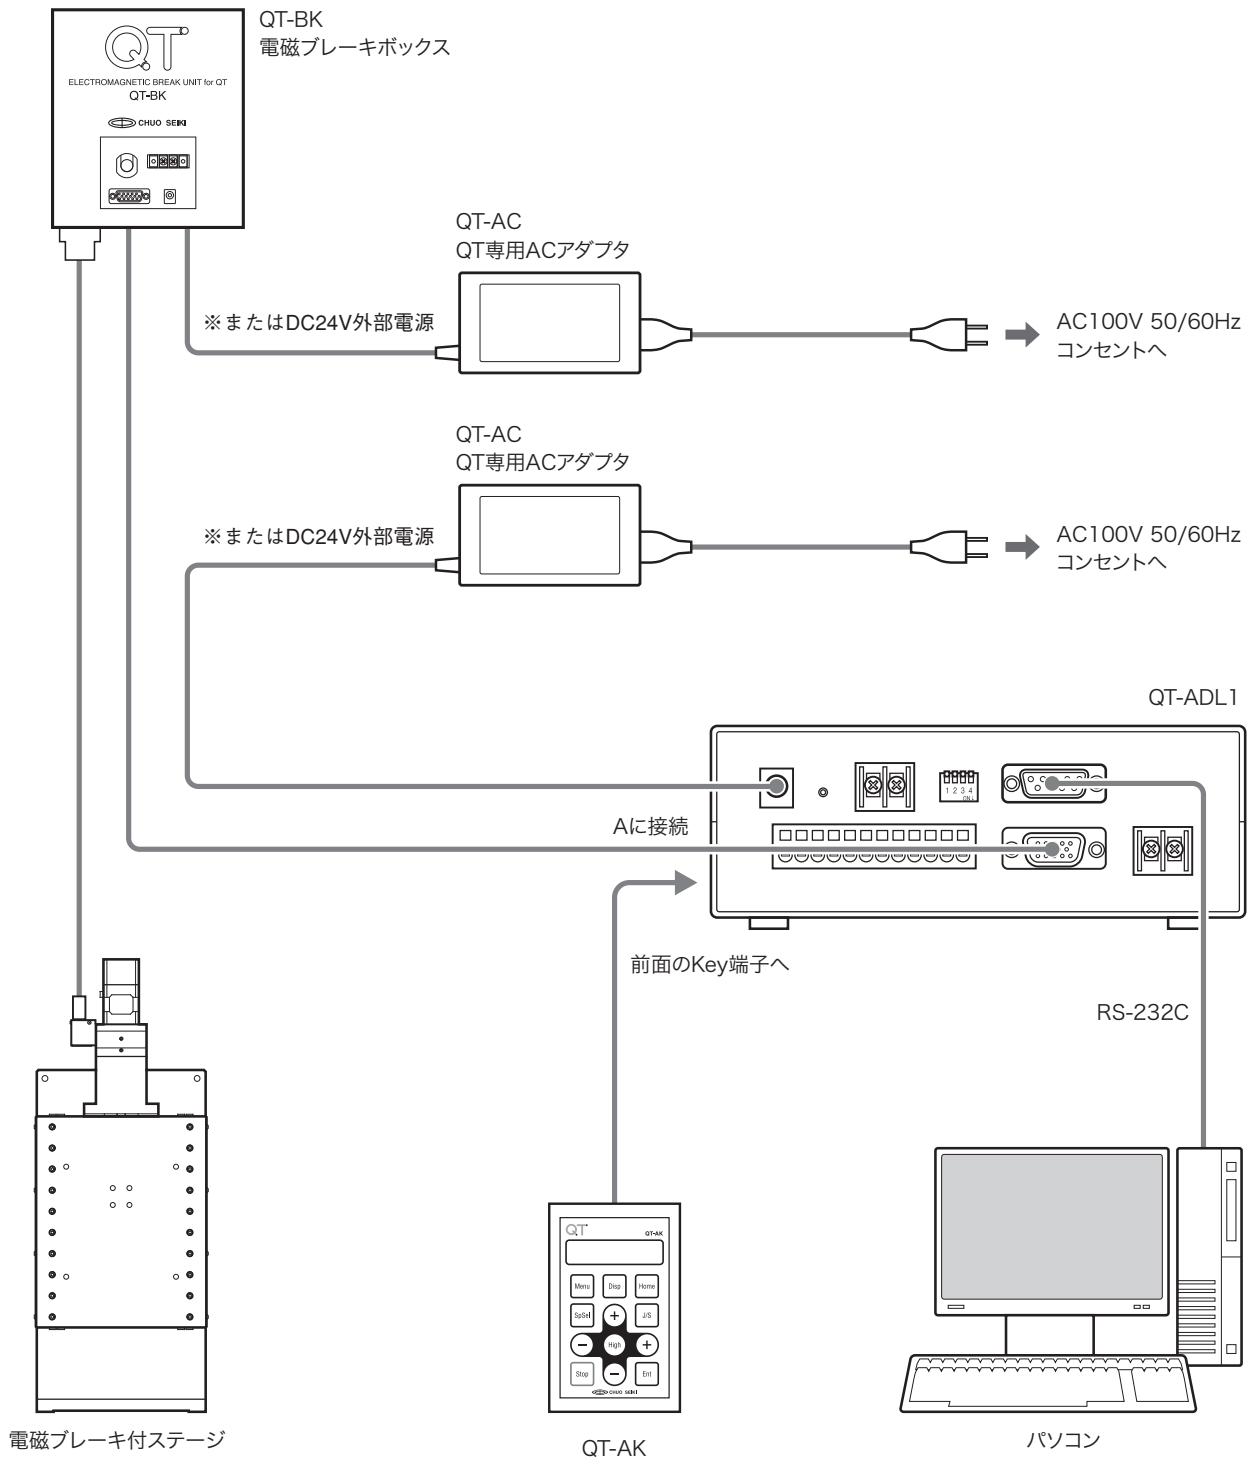 QT-BK
電磁ブレーキボックス
QT
ELECTROMAGNETIC BREAK UNIT for QT
QT-BK
CHUO SEIKI
QT-AC
QT専用ACアダプタ
※またはDC24V外部電源
AC100V 50/60Hz
コンセントへ
QT-AC
QT専用ACアダプタ
※またはDC24V外部電源
AC100V 50/60Hz
コンセントへ
QT-ADL1
1 2 3 4
ON↓
Aに接続
前面のKey端子へ
RS-232C
QT
QT-AK
Menu Disp Home
SpSel + J/S
− High +
Stop − Ent
CHUO SEIKI
電磁ブレーキ付ステージ
QT-AK
パソコン